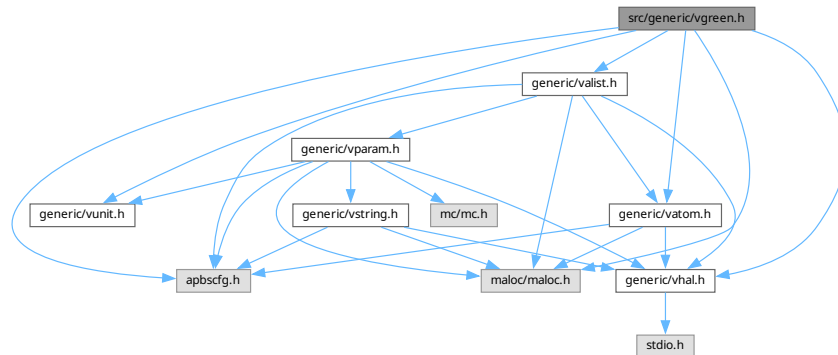 src/generic/vgreen.h
generic/valist.h
generic/vparam.h
generic/vunit.h
generic/vstring.h
mc/mc.h
generic/vatom.h
apbscfg.h
maloc/maloc.h
generic/vhal.h
stdio.h